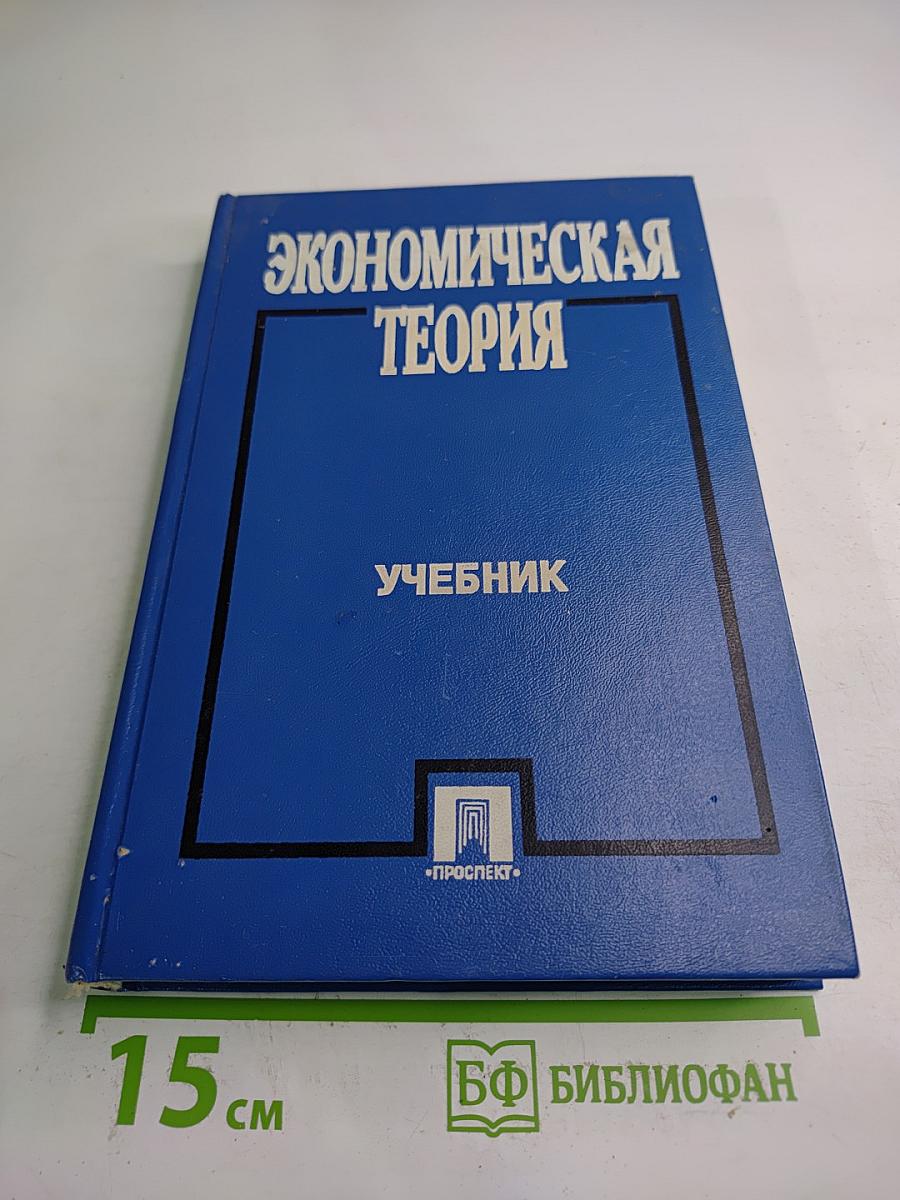 ЭКОНОМИЧЕСКАЯ
ТЕОРИЯ
УЧЕБНИК
•ПРОСПЕКТ•
15 см
БФ БИБЛИОФАН